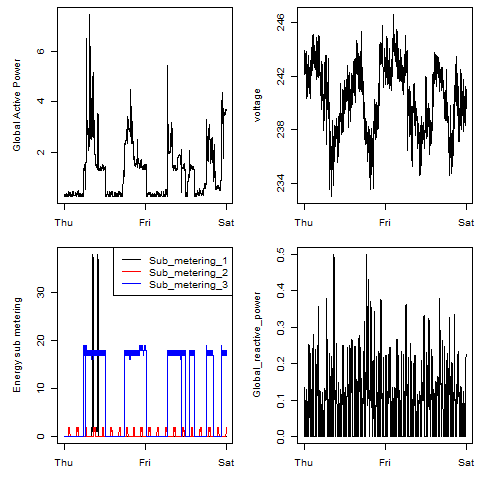 Global Active Power
6
4
2
Thu Fri Sat
voltage
246
242
238
234
Thu Fri Sat
Energy sub metering
30
20
10
0
Sub_metering_1
Sub_metering_2
Sub_metering_3
Thu Fri Sat
Global_reactive_power
0.5
0.4
0.3
0.2
0.1
0.0
Thu Fri Sat